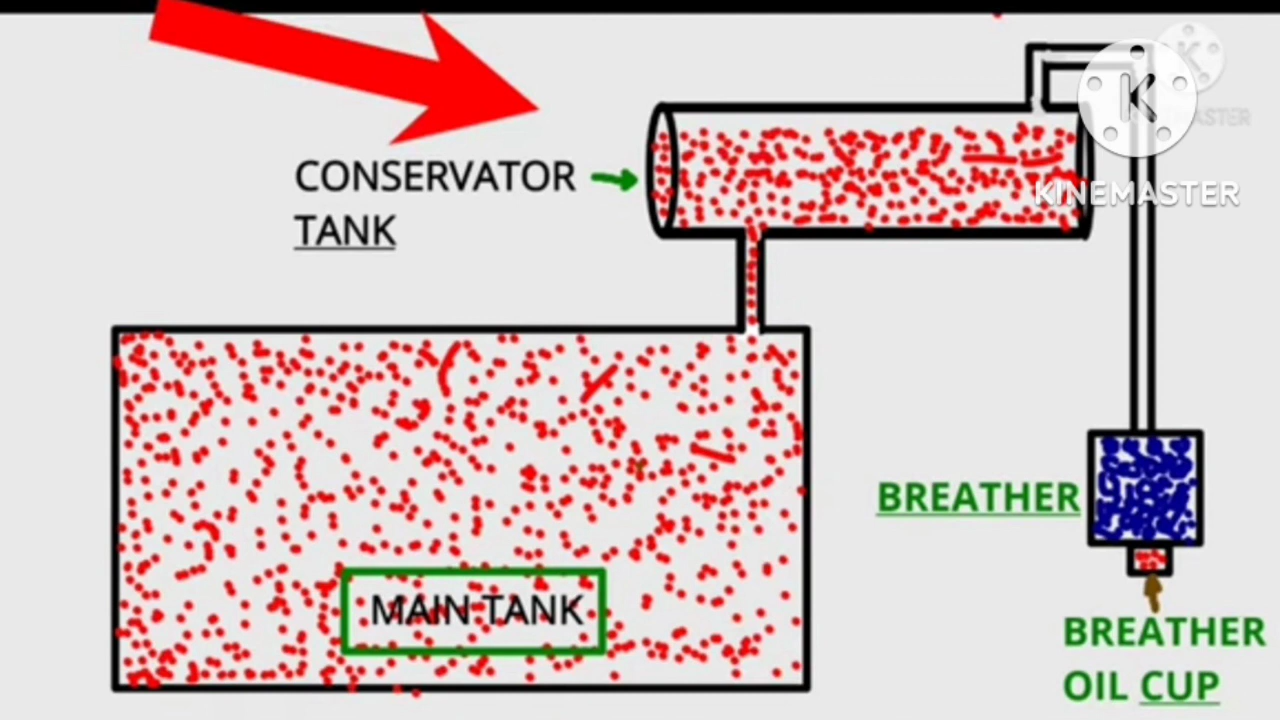 CONSERVATOR
TANK
K
KINEMASTER
BREATHER
MAIN TANK
BREATHER
OIL CUP